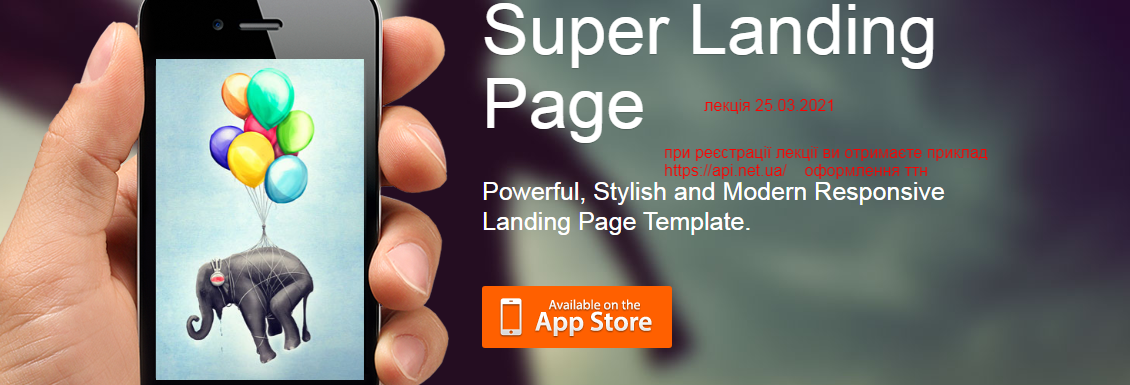 Super Landing
Page
лекція 25.03.2021
при реєстрації лекції ви отримаєте приклад
https://api.net.ua/ оформлення ттн
Powerful, Stylish and Modern Responsive
Landing Page Template.
Available on the
App Store